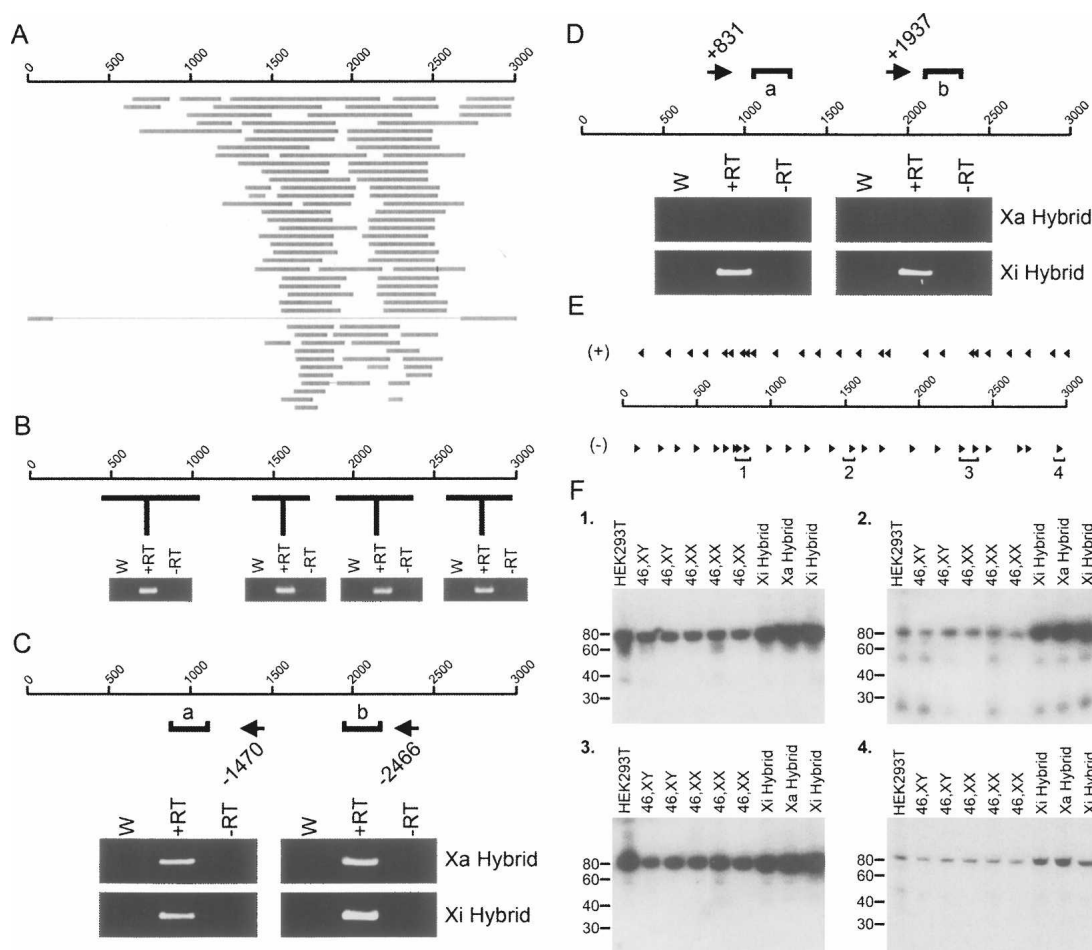 A
0 500 1000 1500 2000 2500 3000
B
0 500 1000 1500 2000 2500 3000
W +RT -RT W +RT -RT W +RT -RT W +RT -RT
C
0 500 1000 1500 2000 2500 3000
a b
-1470 -2466
W +RT -RT W +RT -RT
Xa Hybrid
Xi Hybrid
D
+831 +1937
a b
0 500 1000 1500 2000 2500 3000
W +RT -RT W +RT -RT
Xa Hybrid
Xi Hybrid
E
(+)
0 500 1000 1500 2000 2500 3000
(-)
1 2 3 4
F
1.
HEK293T 46,XY 46,XY 46,XX 46,XX 46,XX Xi Hybrid Xa Hybrid Xi Hybrid
80
60
40
30
2.
HEK293T 46,XY 46,XY 46,XX 46,XX 46,XX Xi Hybrid Xa Hybrid Xi Hybrid
80
60
40
30
3.
HEK293T 46,XY 46,XY 46,XX 46,XX 46,XX Xi Hybrid Xa Hybrid Xi Hybrid
80
60
40
30
4.
HEK293T 46,XY 46,XY 46,XX 46,XX 46,XX Xi Hybrid Xa Hybrid Xi Hybrid
80
60
40
30